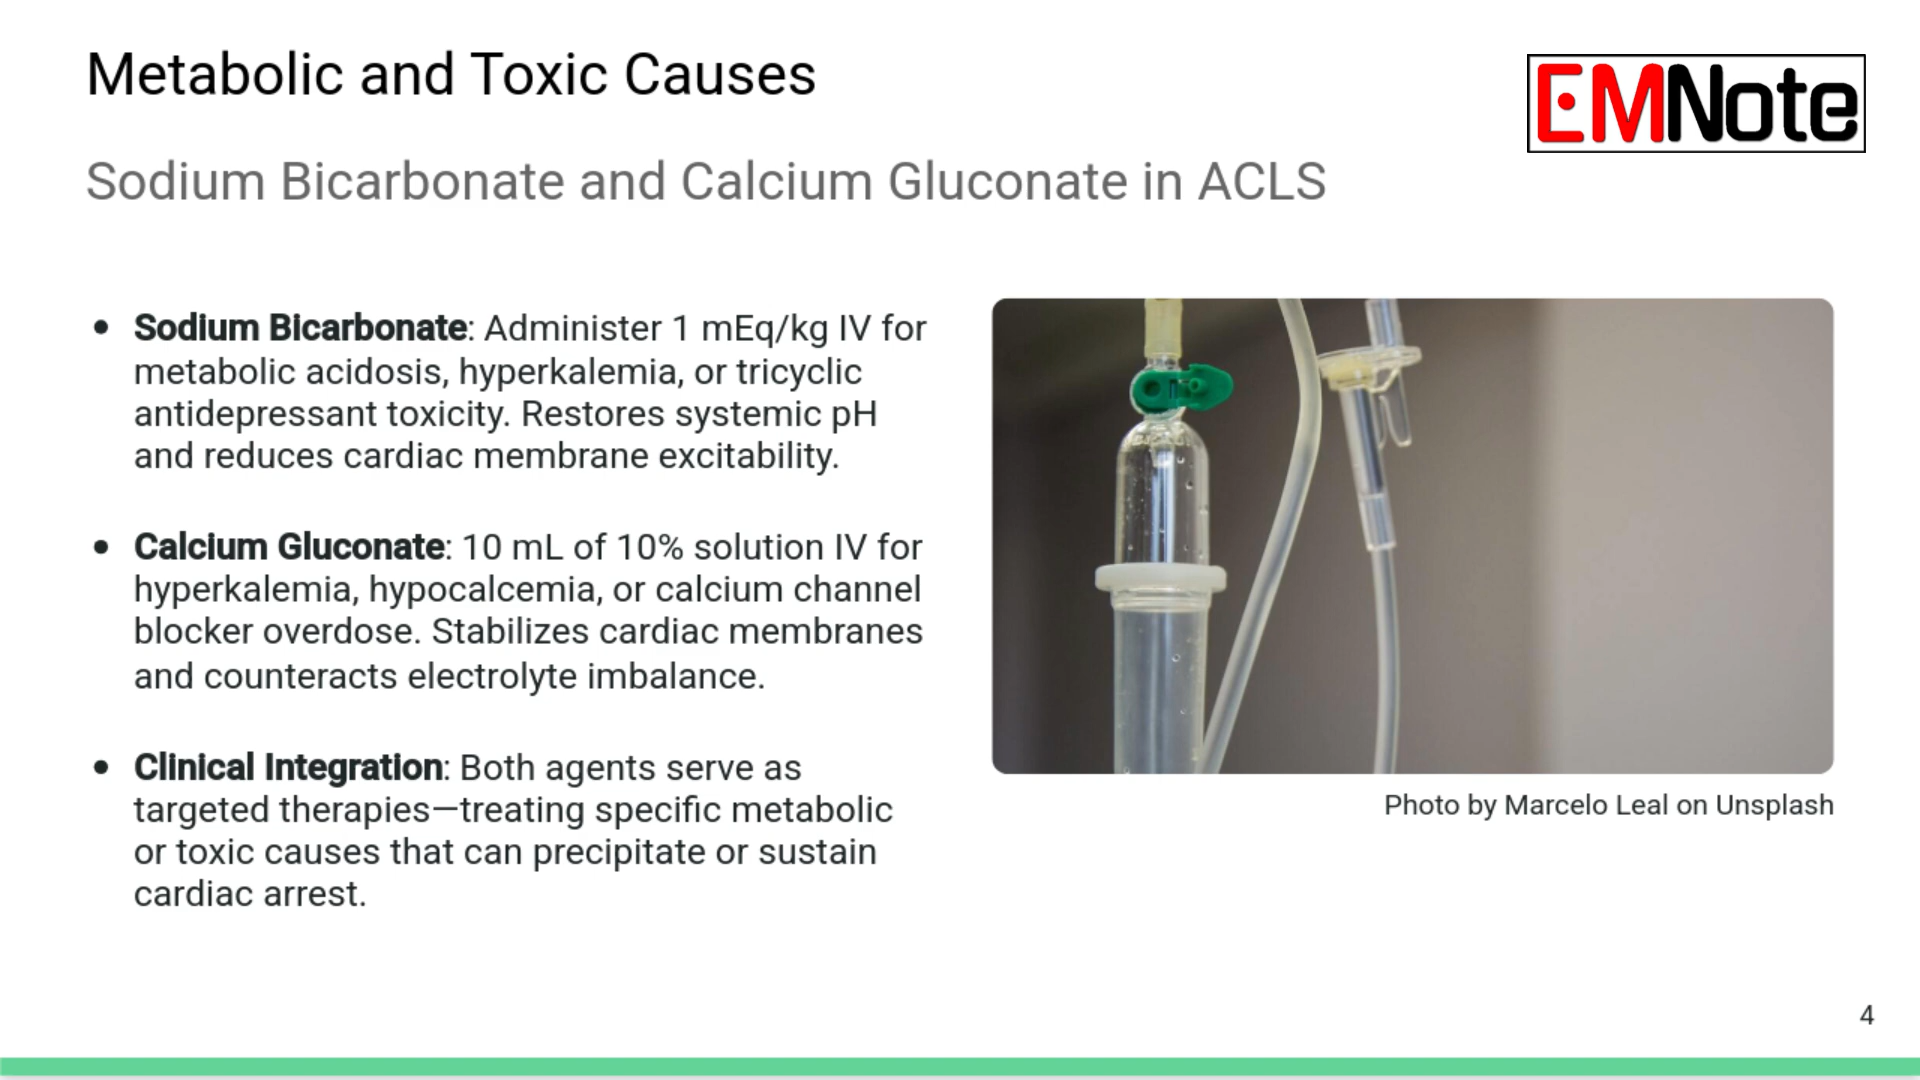 Metabolic and Toxic Causes
EMNote
Sodium Bicarbonate and Calcium Gluconate in ACLS
• Sodium Bicarbonate: Administer 1 mEq/kg IV for
metabolic acidosis, hyperkalemia, or tricyclic
antidepressant toxicity. Restores systemic pH
and reduces cardiac membrane excitability.
• Calcium Gluconate: 10 mL of 10% solution IV for
hyperkalemia, hypocalcemia, or calcium channel
blocker overdose. Stabilizes cardiac membranes
and counteracts electrolyte imbalance.
• Clinical Integration: Both agents serve as
targeted therapies—treating specific metabolic
or toxic causes that can precipitate or sustain
cardiac arrest.
Photo by Marcelo Leal on Unsplash
4